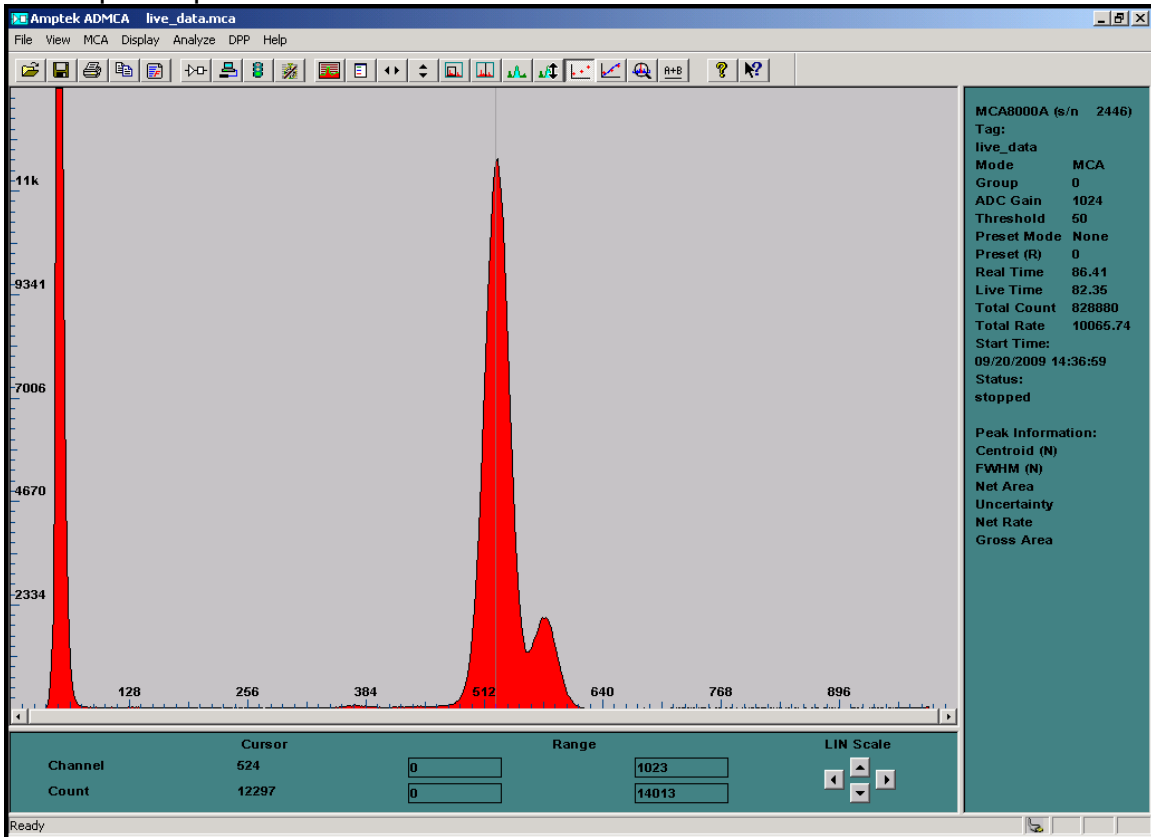 Amptek ADMCA live_data.mca
File View MCA Display Analyze DPP Help
A+B
MCA8000A (s/n 2446)
Tag:
live_data
Mode MCA
Group 0
ADC Gain 1024
Threshold 50
Preset Mode None
Preset (R) 0
Real Time 86.41
Live Time 82.35
Total Count 828880
Total Rate 10065.74
Start Time:
09/20/2009 14:36:59
Status:
stopped
Peak Information:
Centroid (N)
FWHM (N)
Net Area
Uncertainty
Net Rate
Gross Area
11k
9341
7006
4670
2334
128 256 384 512 640 768 896
Cursor Range LIN Scale
Channel 524 0 1023
Count 12297 0 14013
Ready